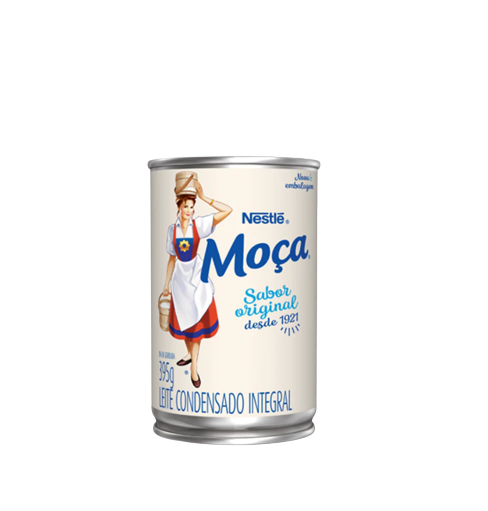 Nova
embalagem
Nestlé®
Moça®
Sabor
original
desde 1921
395g
LEITE CONDENSADO INTEGRAL